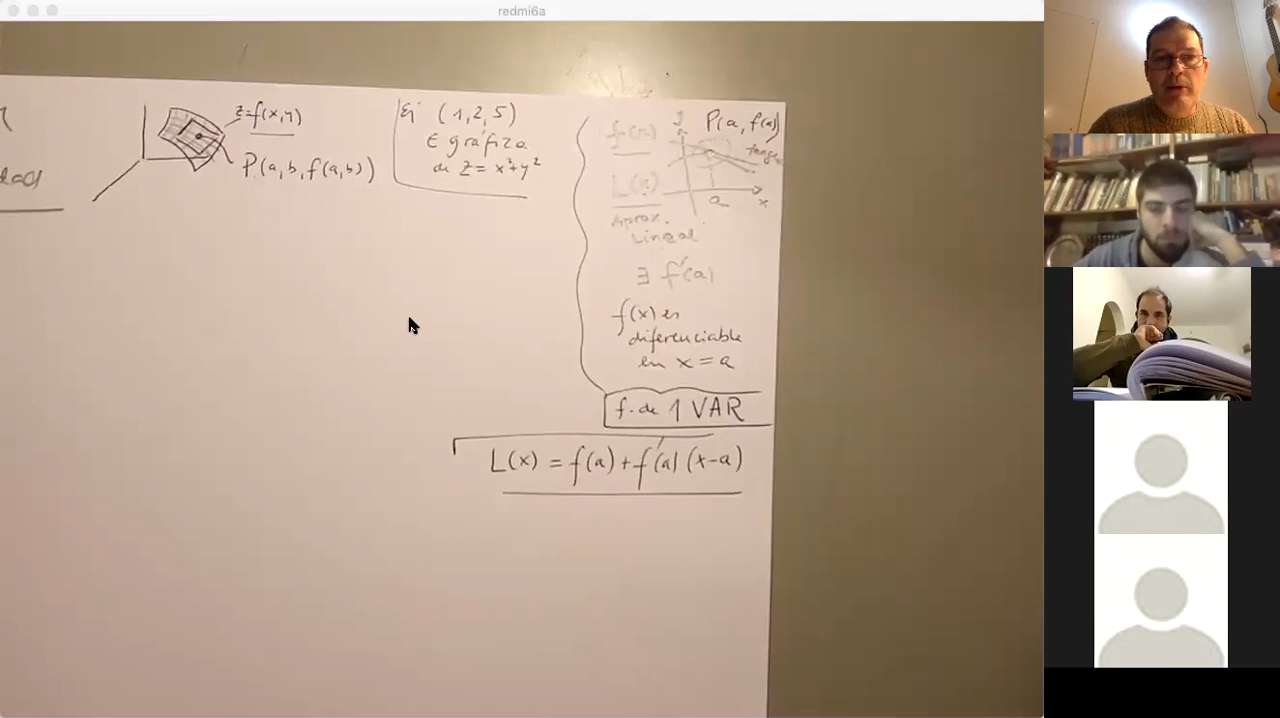 redmi6a
z=f(x,y)
P(a,b,f(a,b))
Ej (1,2,5)
∈ gráfica
de z=x²+y²
f(x)
L(x)
Aprox.
Lineal
∃ f'(a)
f(x) es
diferenciable
en x=a
y
P(a, f(a))
a
x
f. de 1 VAR
L(x) = f(a)+f'(a)(x-a)